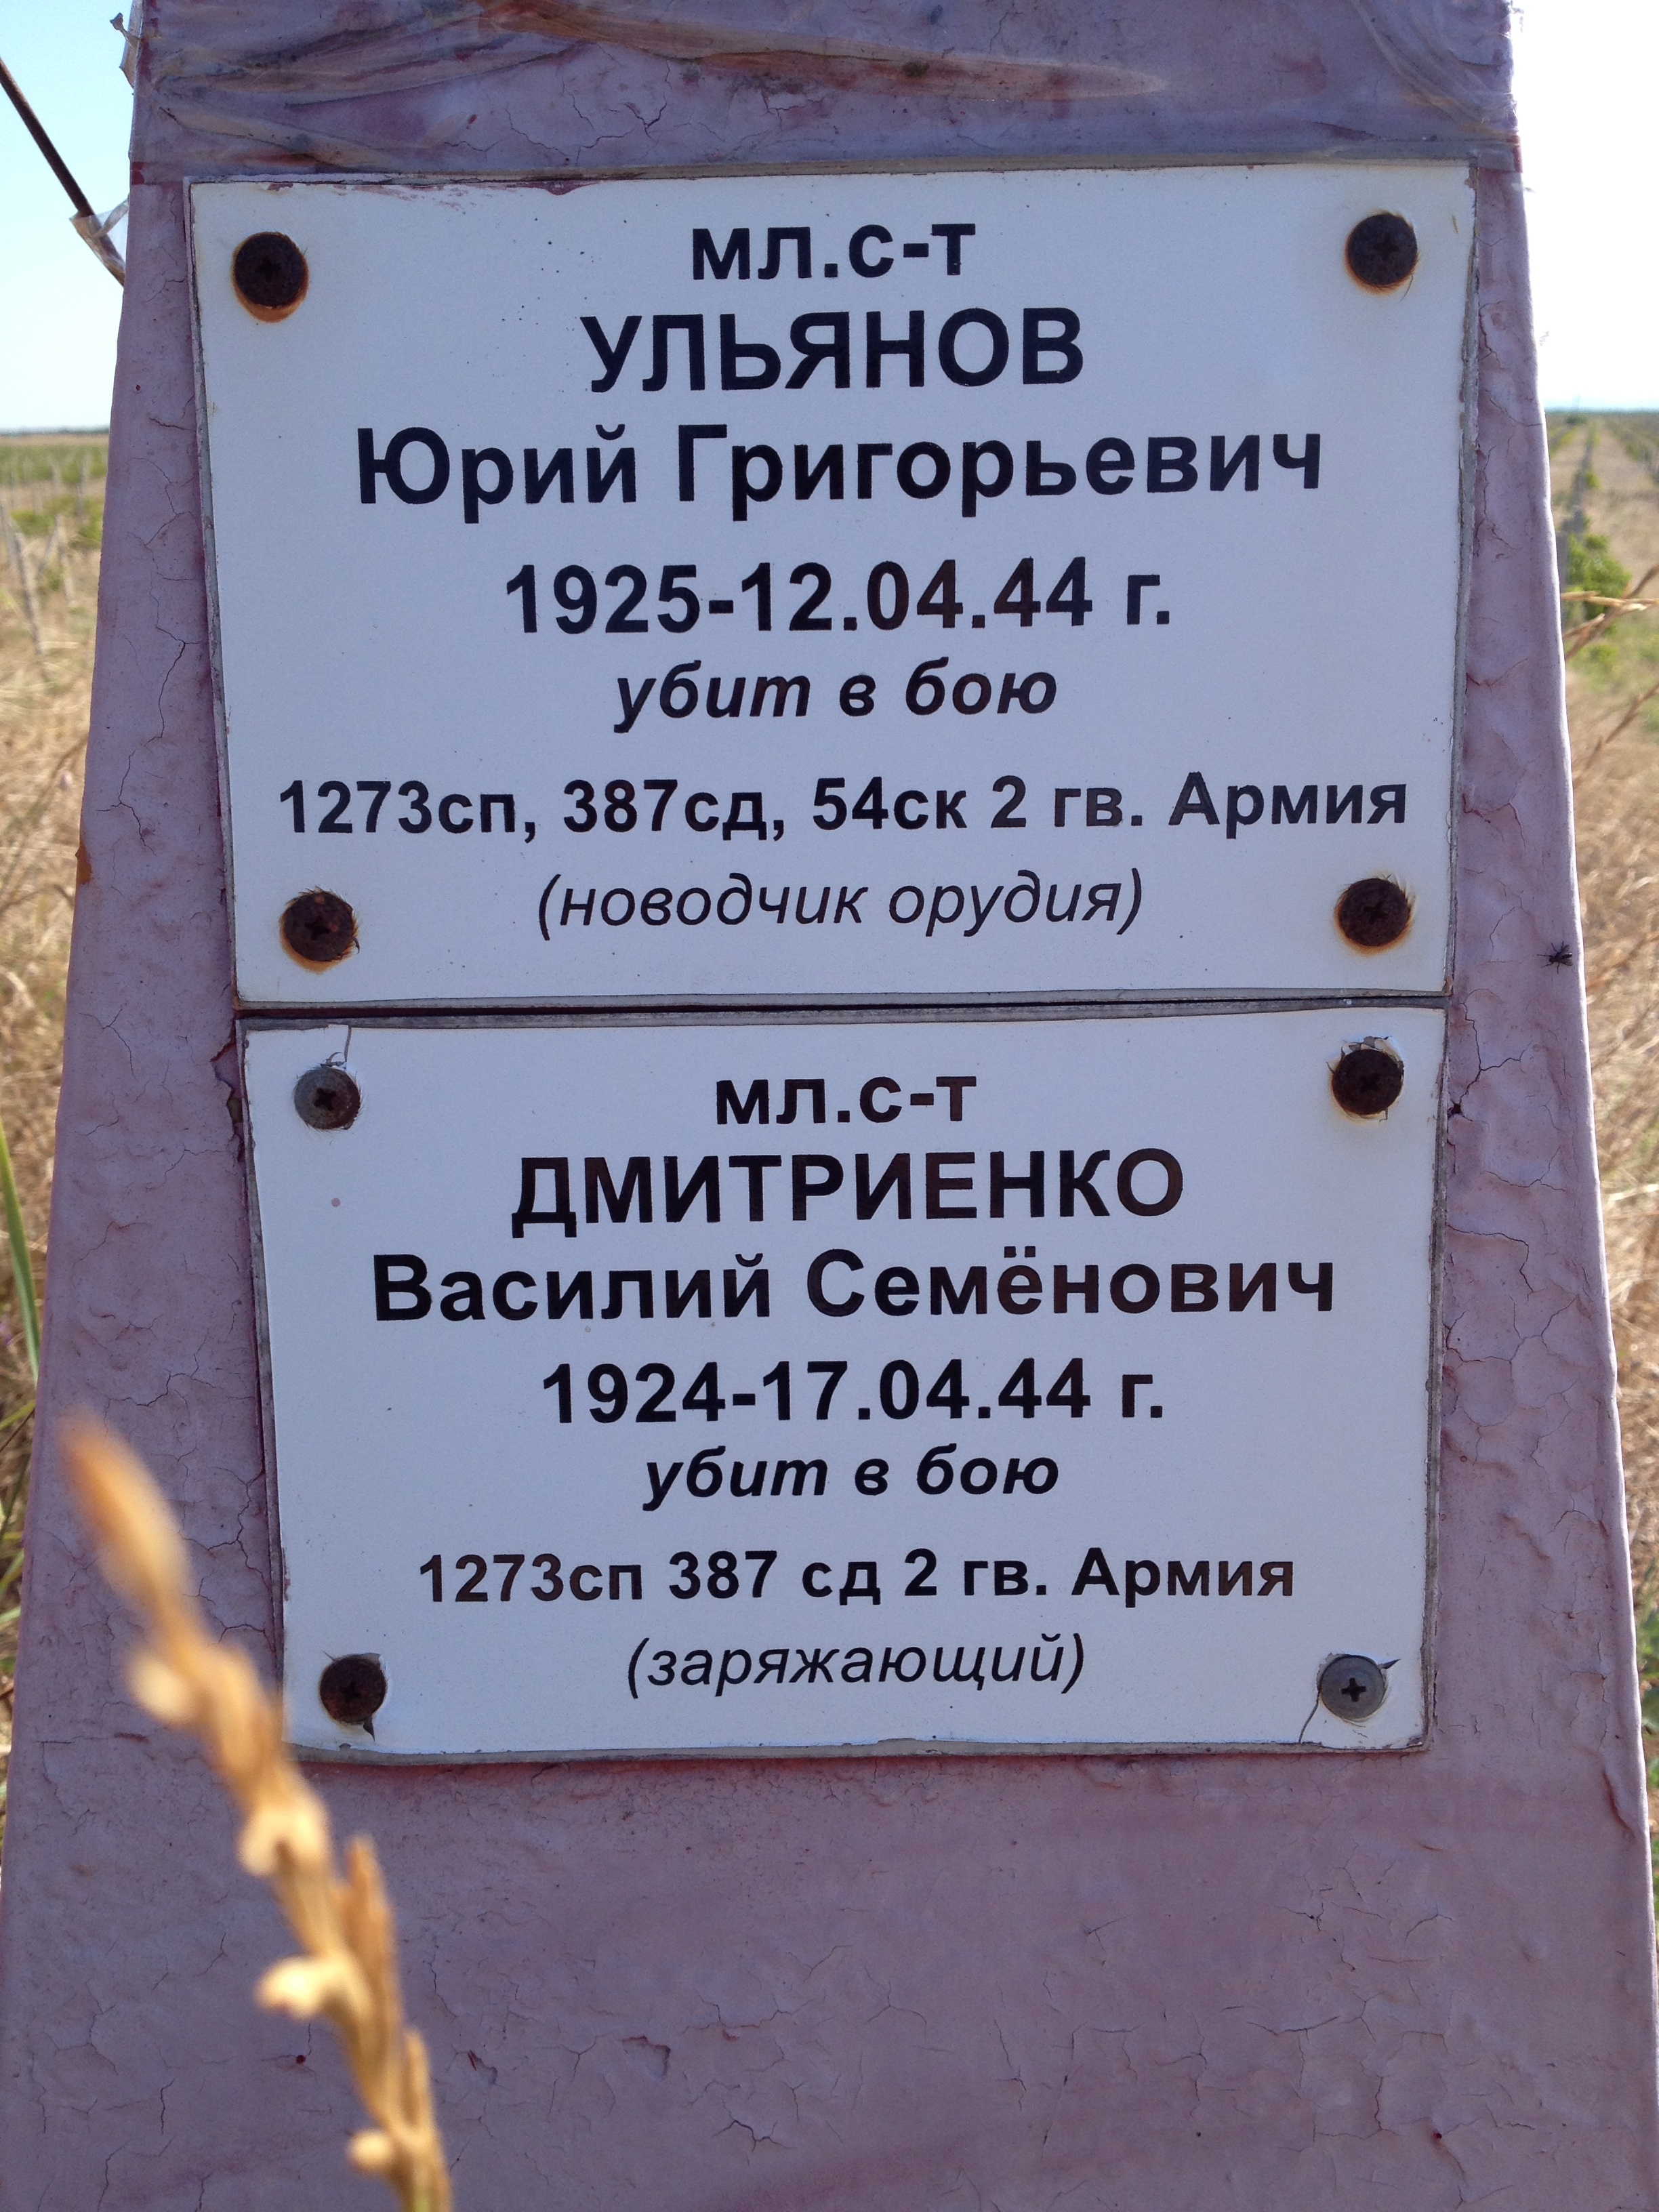 мл.с-т
УЛЬЯНОВ
Юрий Григорьевич
1925-12.04.44 г.
убит в бою
1273сп, 387сд, 54ск 2 гв. Армия
(новодчик орудия)
мл.с-т
ДМИТРИЕНКО
Василий Семёнович
1924-17.04.44 г.
убит в бою
1273сп 387 сд 2 гв. Армия
(заряжающий)